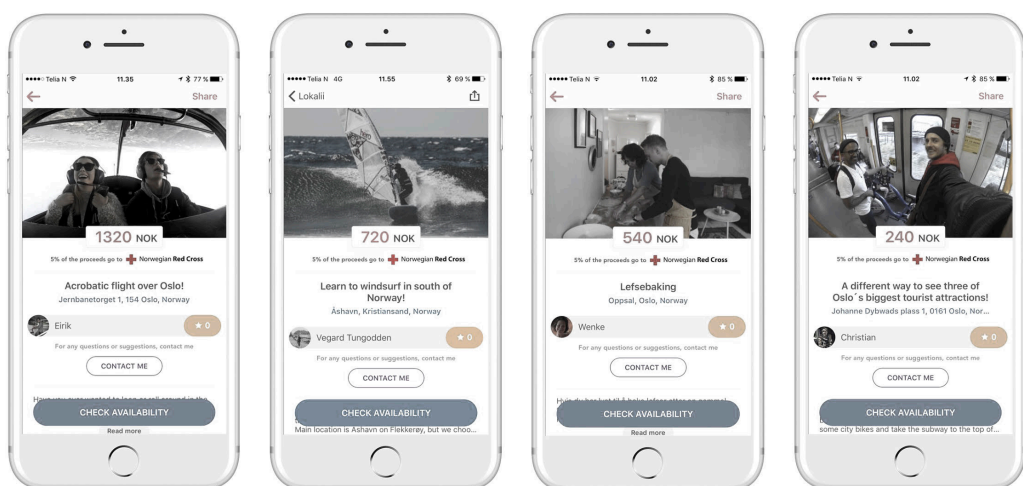 Telia N
11.35
77 %
Share
1320 NOK
5% of the proceeds go to Norwegian Red Cross
Acrobatic flight over Oslo!
Jernbanetorget 1, 154 Oslo, Norway
Eirik
★ 0
For any questions or suggestions, contact me
CONTACT ME
CHECK AVAILABILITY
Read more
Telia N 4G
11.55
69 %
Lokalii
720 NOK
5% of the proceeds go to Norwegian Red Cross
Learn to windsurf in south of
Norway!
Åshavn, Kristiansand, Norway
Vegard Tungodden
★ 0
For any questions or suggestions, contact me
CONTACT ME
CHECK AVAILABILITY
Main location is Åshavn on Flekkerøy, but we choo...
Telia N
11.02
85 %
Share
540 NOK
5% of the proceeds go to Norwegian Red Cross
Lefsebaking
Oppsal, Oslo, Norway
Wenke
★ 0
For any questions or suggestions, contact me
CONTACT ME
CHECK AVAILABILITY
Read more
Telia N
11.02
85 %
Share
240 NOK
5% of the proceeds go to Norwegian Red Cross
A different way to see three of
Oslo´s biggest tourist attractions!
Johanne Dybwads plass 1, 0161 Oslo, Nor...
Christian
★ 0
For any questions or suggestions, contact me
CONTACT ME
CHECK AVAILABILITY
some city bikes and take the subway to the top of...